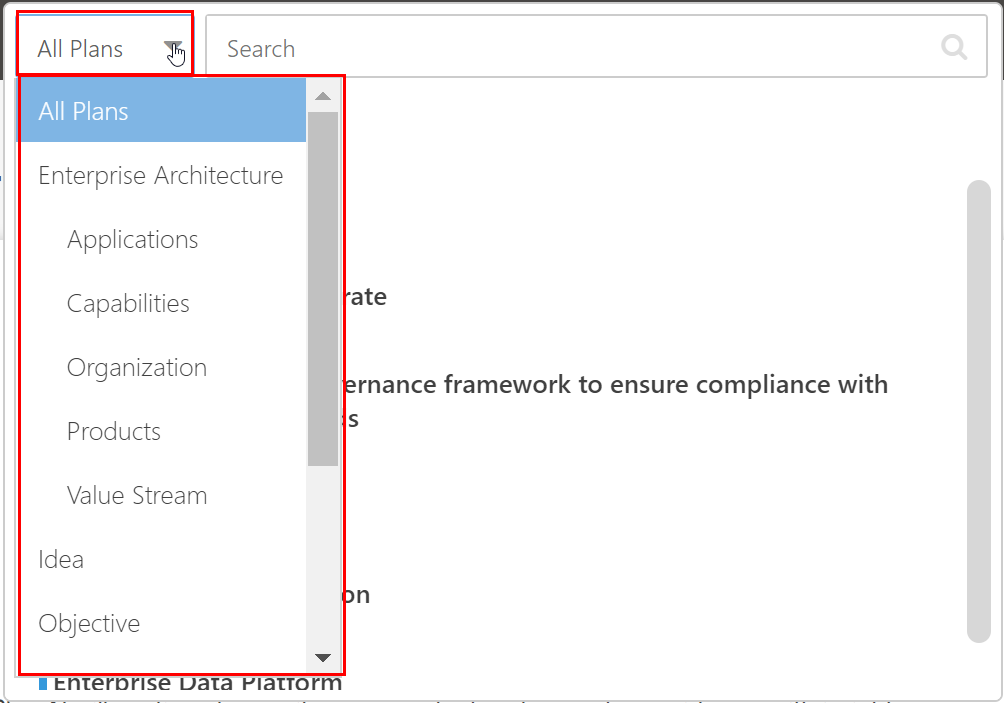 All Plans
Search
All Plans
Enterprise Architecture
Applications
rate
Capabilities
ernance framework to ensure compliance with
Organization
Products
Value Stream
Idea
on
Objective
Enterprise Data Platform